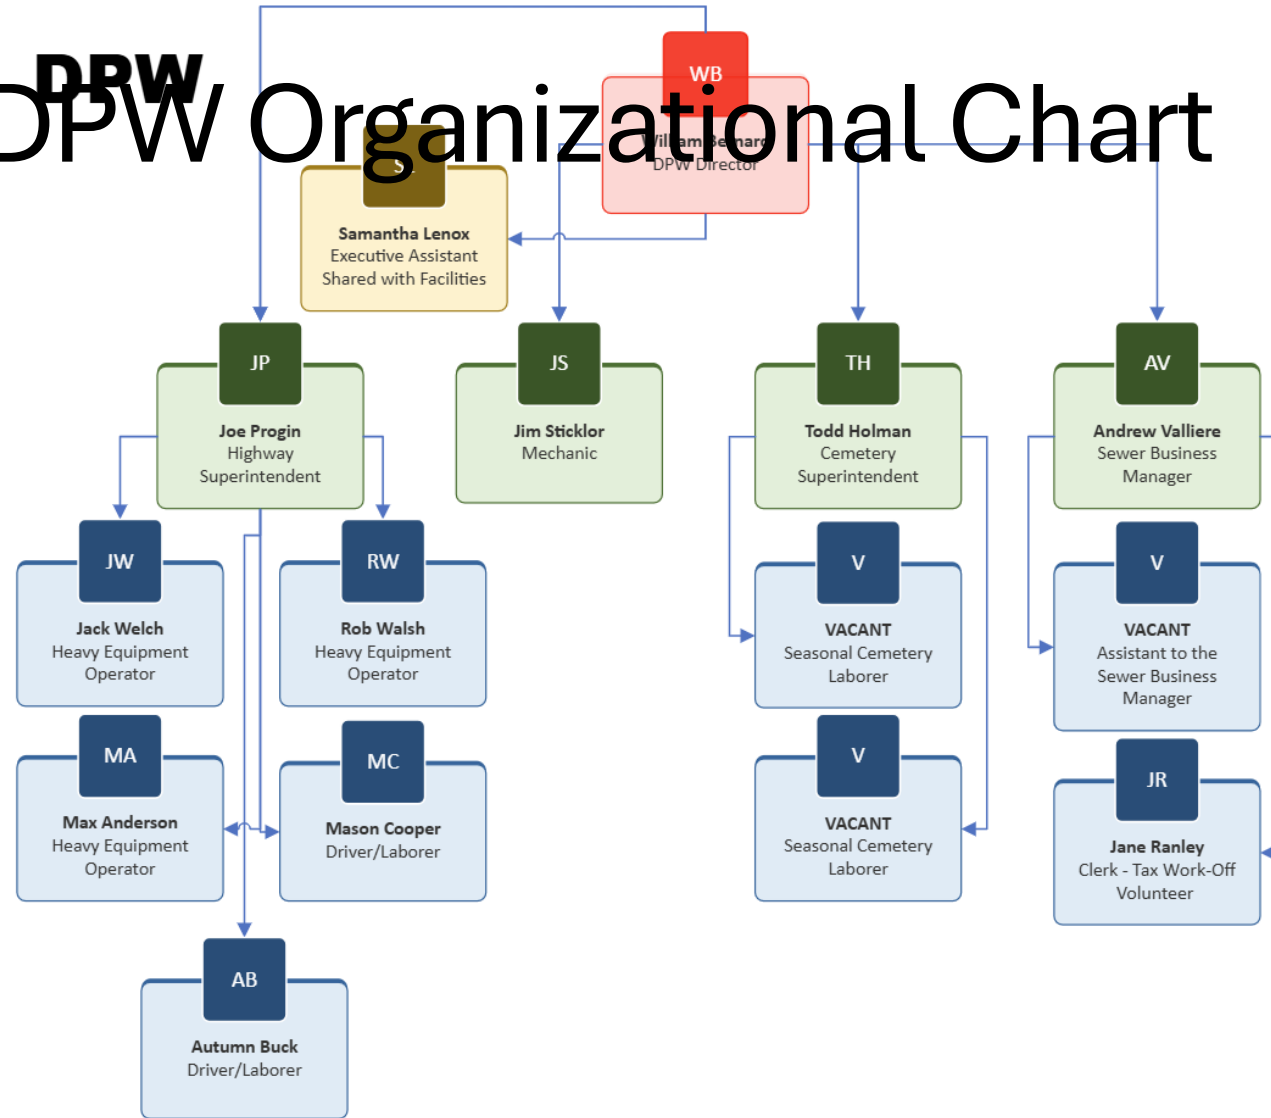 DPW
DPW Organizational Chart
WB
William Bernard
DPW Director
SL
Samantha Lenox
Executive Assistant
Shared with Facilities
JP
Joe Progin
Highway
Superintendent
JS
Jim Sticklor
Mechanic
TH
Todd Holman
Cemetery
Superintendent
AV
Andrew Valliere
Sewer Business
Manager
JW
Jack Welch
Heavy Equipment
Operator
RW
Rob Walsh
Heavy Equipment
Operator
V
VACANT
Seasonal Cemetery
Laborer
V
VACANT
Assistant to the
Sewer Business
Manager
MA
Max Anderson
Heavy Equipment
Operator
MC
Mason Cooper
Driver/Laborer
V
VACANT
Seasonal Cemetery
Laborer
JR
Jane Ranley
Clerk - Tax Work-Off
Volunteer
AB
Autumn Buck
Driver/Laborer